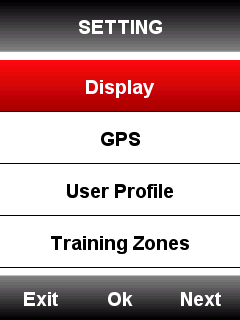 SETTING
Display
GPS
User Profile
Training Zones
Exit Ok Next